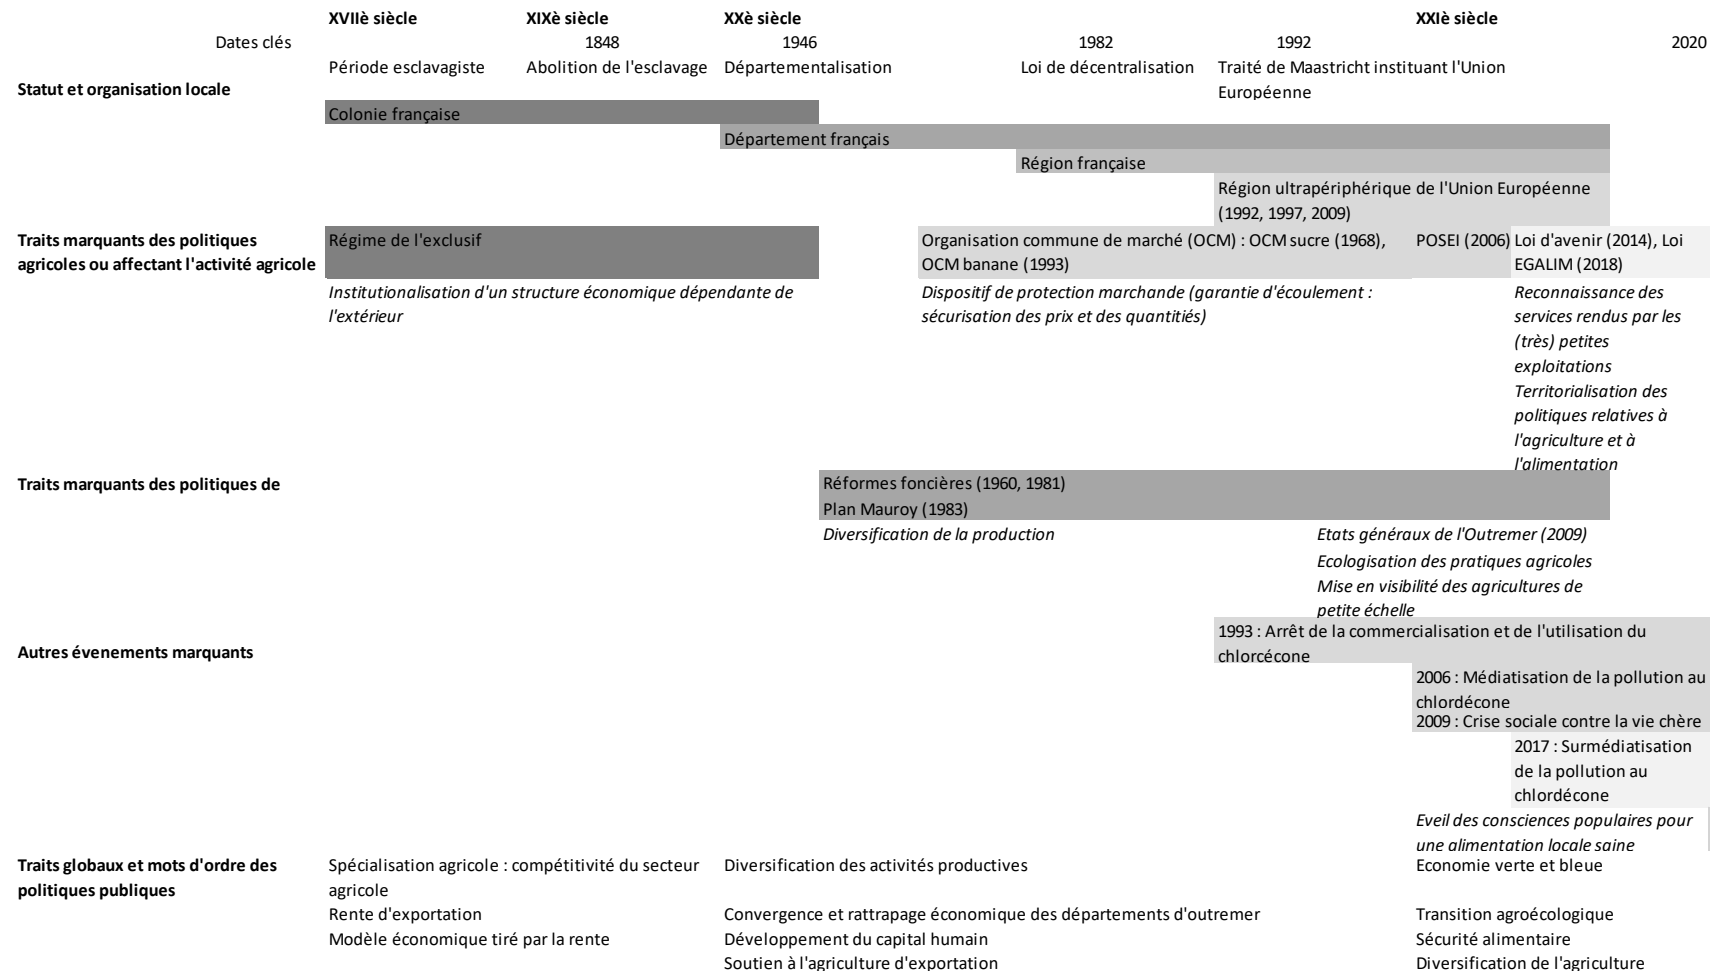 XVIIè siècle XIXè siècle XXè siècle XXIè siècle
Dates clés 1848 1946 1982 1992 2020
Période esclavagiste Abolition de l'esclavage Départementalisation Loi de décentralisation Traité de Maastricht instituant l'Union
Statut et organisation locale
Européenne
Colonie française
Département français
Région française
Région ultrapériphérique de l'Union Européenne
(1992, 1997, 2009)
Traits marquants des politiques
agricoles ou affectant l'activité agricole
Régime de l'exclusif
Organisation commune de marché (OCM) : OCM sucre (1968),
OCM banane (1993)
POSEI (2006)
Loi d'avenir (2014), Loi
EGALIM (2018)
Institutionalisation d'un structure économique dépendante de
l'extérieur
Dispositif de protection marchande (garantie d'écoulement :
sécurisation des prix et des quantitiés)
Reconnaissance des
services rendus par les
(très) petites
exploitations
Territorialisation des
politiques relatives à
l'agriculture et à
l'alimentation
Traits marquants des politiques de
Réformes foncières (1960, 1981)
Plan Mauroy (1983)
Diversification de la production
Etats généraux de l'Outremer (2009)
Ecologisation des pratiques agricoles
Mise en visibilité des agricultures de
petite échelle
Autres évenements marquants
1993 : Arrêt de la commercialisation et de l'utilisation du
chlorcécone
2006 : Médiatisation de la pollution au
chlordécone
2009 : Crise sociale contre la vie chère
2017 : Surmédiatisation
de la pollution au
chlordécone
Eveil des consciences populaires pour
une alimentation locale saine
Traits globaux et mots d'ordre des
politiques publiques
Spécialisation agricole : compétitivité du secteur
agricole
Diversification des activités productives
Economie verte et bleue
Rente d'exportation
Convergence et rattrapage économique des départements d'outremer
Transition agroécologique
Modèle économique tiré par la rente
Développement du capital humain
Sécurité alimentaire
Soutien à l'agriculture d'exportation
Diversification de l'agriculture